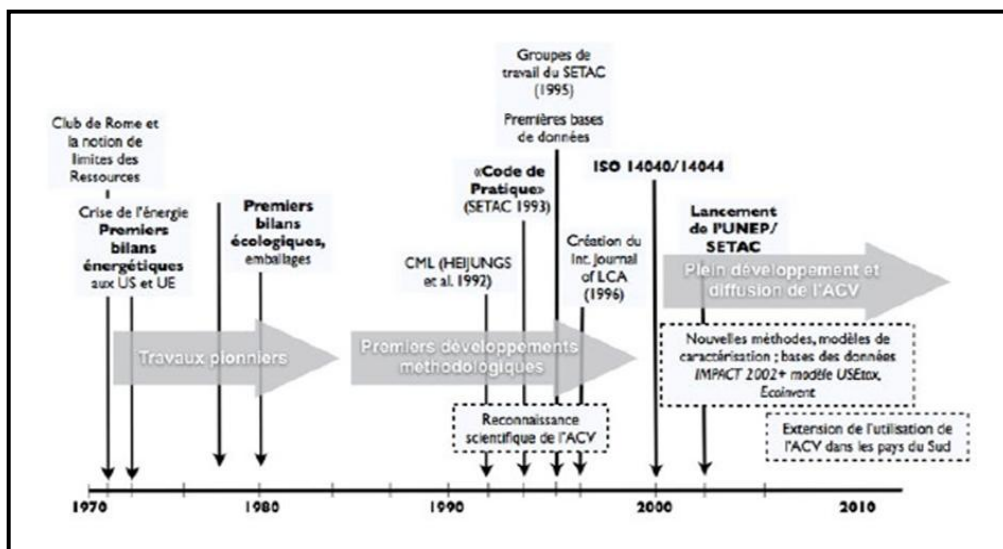 Club de Rome et
la notion de
limites des
Ressources
Crise de l'énergie
Premiers
bilans
énergétiques
aux US et UE
Premiers
bilans
écologiques,
emballages
Travaux pionniers
CML (HEIJUNGS
et al. 1992)
«Code de
Pratique»
(SETAC 1993)
Groupes de
travail du SETAC
(1995)
Premières bases
de données
Création du
Int. Journal
of LCA
(1996)
Premiers développements
méthodologiques
Reconnaissance
scientifique de l'ACV
ISO 14040/14044
Lancement
de l'UNEP/
SETAC
Plein développement et
diffusion de l'ACV
Nouvelles méthodes, modèles de
caractérisation ; bases des données
IMPACT 2002+ modèle USEtox,
Ecoinvent
Extension de l'utilisation de
l'ACV dans les pays du Sud
1970
1980
1990
2000
2010